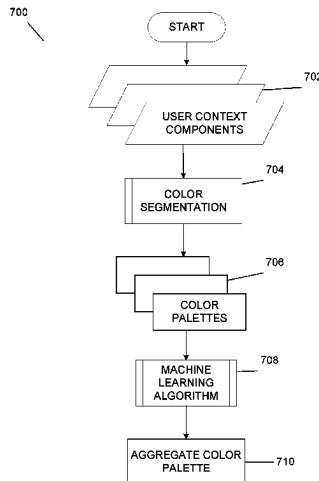 700
START
702
USER CONTEXT
COMPONENTS
704
COLOR
SEGMENTATION
706
COLOR
PALETTES
MACHINE
LEARNING
ALGORITHM
708
AGGREGATE COLOR
PALETTE
710